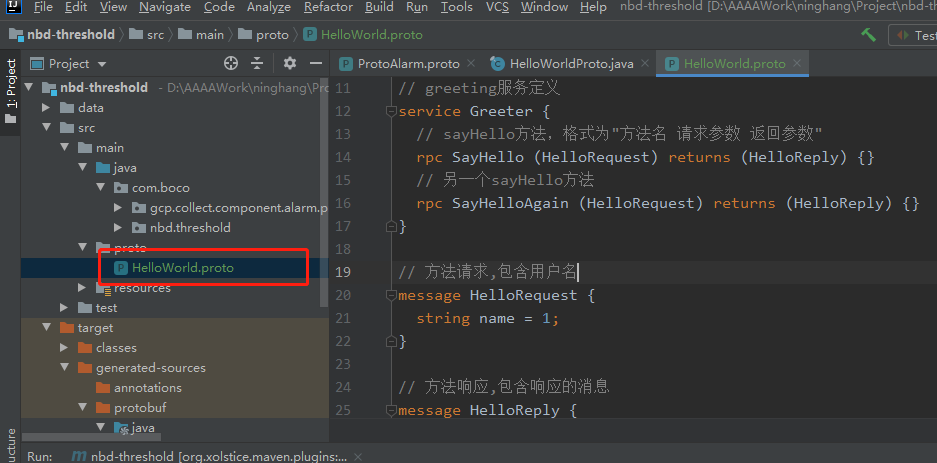 IJ File Edit View Navigate Code Analyze Refactor Build Run Tools VCS Window Help nbd-threshold [D:\AAAAWork\ninghang\Project\nbd-t
nbd-threshold src main proto HelloWorld.proto Test
1: Project
Project
ProtoAlarm.proto HelloWorldProto.java HelloWorld.proto
nbd-threshold D:\AAAAWork\ninghang\Pro
data
src
main
java
com.boco
gcp.collect.component.alarm.p
nbd.threshold
proto
HelloWorld.proto
resources
test
target
classes
generated-sources
annotations
protobuf
java
11 // greeting服务定义
12 service Greeter {
13 // sayHello方法，格式为"方法名 请求参数 返回参数"
14 rpc SayHello (HelloRequest) returns (HelloReply) {}
15 // 另一个sayHello方法
16 rpc SayHelloAgain (HelloRequest) returns (HelloReply) {}
17 }
18
19 // 方法请求,包含用户名
20 message HelloRequest {
21 string name = 1;
22 }
23
24 // 方法响应,包含响应的消息
25 message HelloReply {
ucture
Run: nbd-threshold [org.xolstice.maven.plugins:...